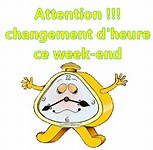 Attention !!!
changement d'heure
ce week-end